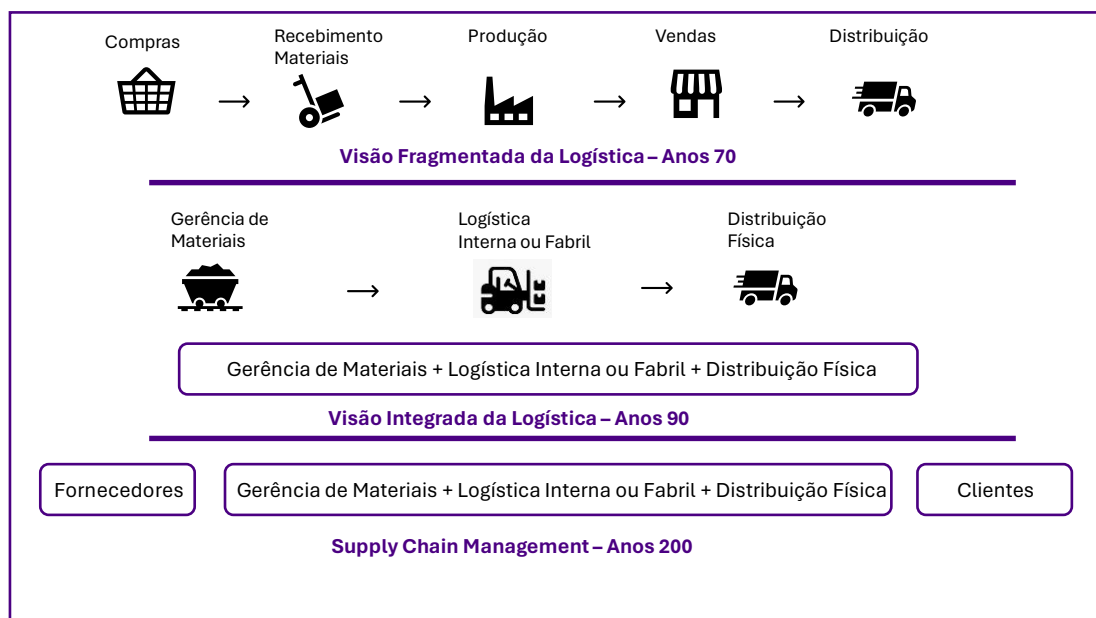 Compras
Recebimento
Materiais
Produção
Vendas
Distribuição
Visão Fragmentada da Logística – Anos 70
Gerência de
Materiais
Logística
Interna ou Fabril
Distribuição
Física
Gerência de Materiais + Logística Interna ou Fabril + Distribuição Física
Visão Integrada da Logística – Anos 90
Fornecedores
Gerência de Materiais + Logística Interna ou Fabril + Distribuição Física
Clientes
Supply Chain Management – Anos 200